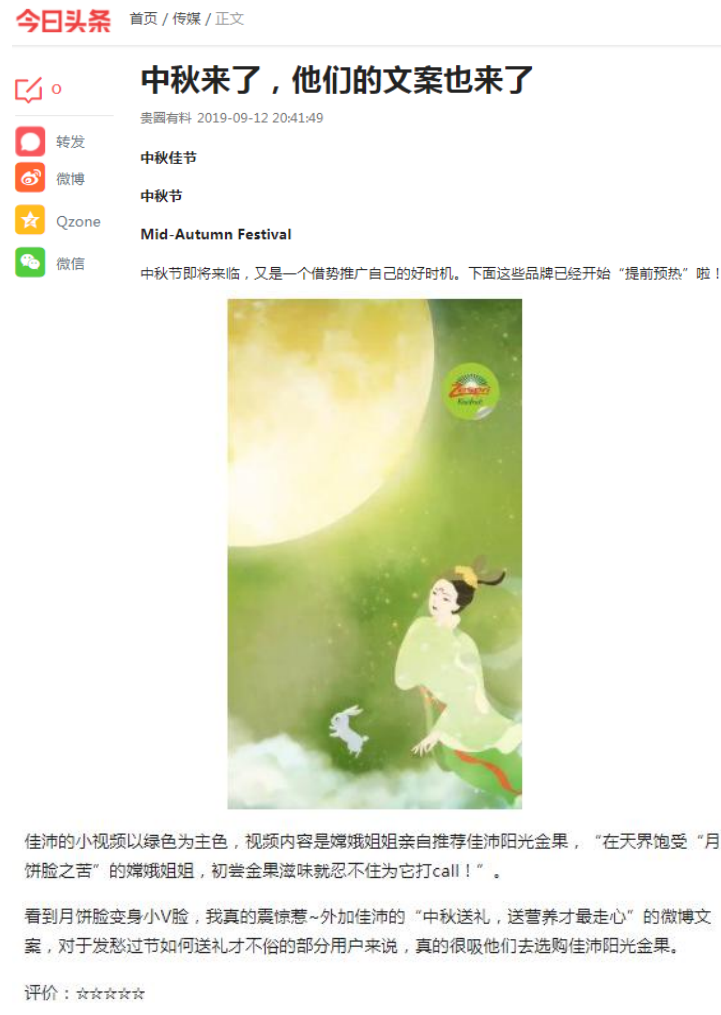 今日头条 首页 / 传媒 / 正文
中秋来了，他们的文案也来了
0
贵圈有料 2019-09-12 20:41:49
转发
中秋佳节
微博
中秋节
Qzone
Mid-Autumn Festival
微信
中秋节即将来临，又是一个借势推广自己的好时机。下面这些品牌已经开始“提前预热”啦！
Zespri
Kiwifruit
佳沛的小视频以绿色为主色，视频内容是嫦娥姐姐亲自推荐佳沛阳光金果，“在天界饱受“月
饼脸之苦”的嫦娥姐姐，初尝金果滋味就忍不住为它打call！”。
看到月饼脸变身小V脸，我真的震惊惹~外加佳沛的“中秋送礼，送营养才最走心”的微博文
案，对于发愁过节如何送礼才不俗的部分用户来说，真的很吸他们去选购佳沛阳光金果。
评价：☆☆☆☆☆